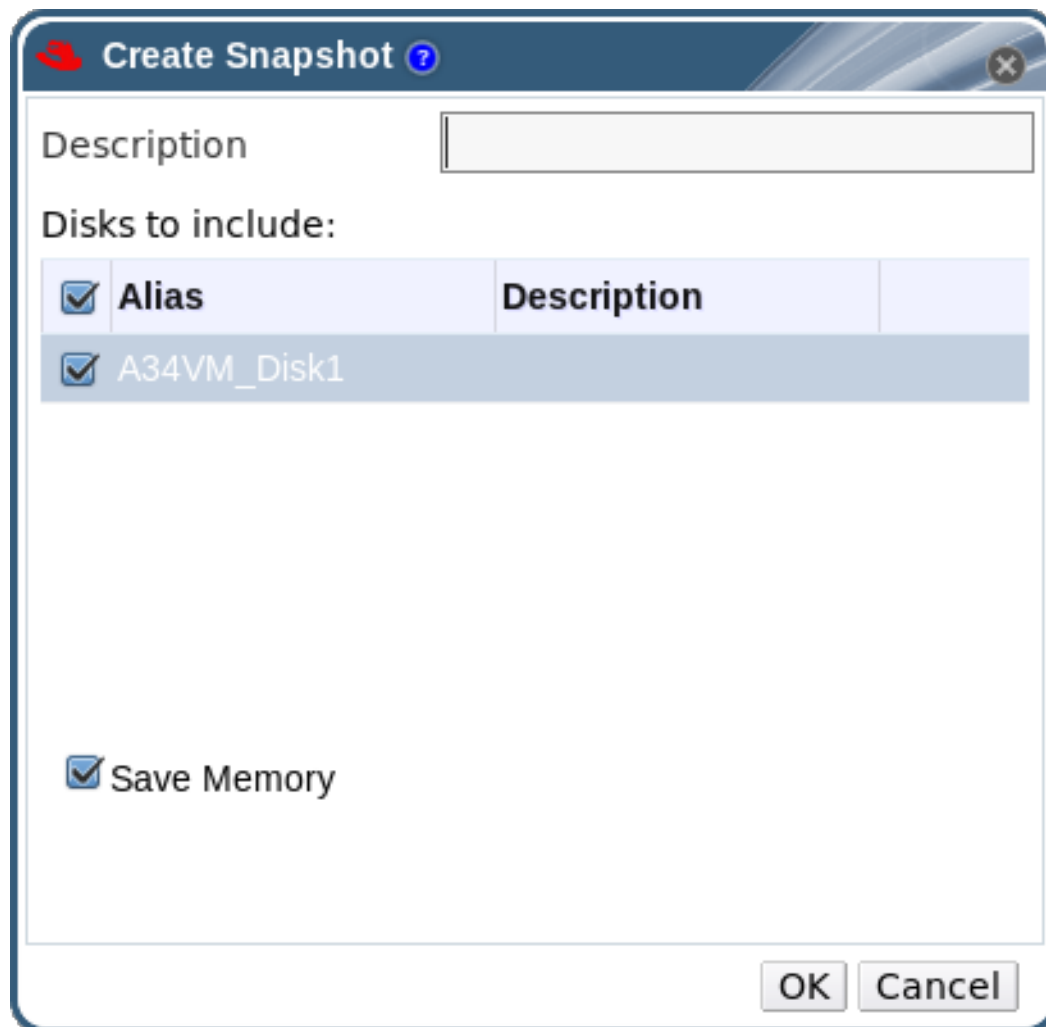 Create Snapshot ?
Description
Disks to include:
Alias Description
A34VM_Disk1
Save Memory
OK Cancel